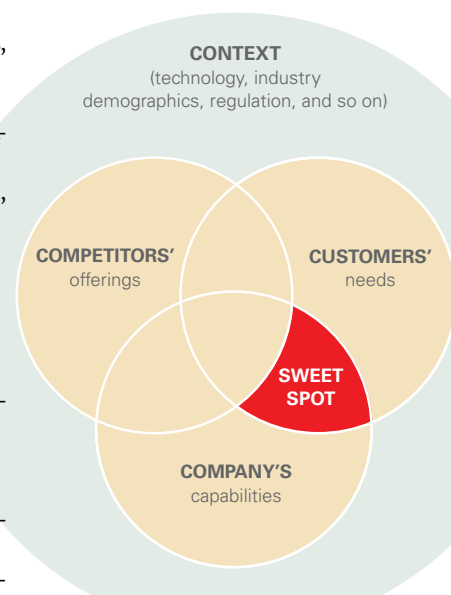 CONTEXT
(technology, industry
demographics, regulation, and so on)
COMPETITORS’
offerings
CUSTOMERS’
needs
SWEET
SPOT
COMPANY’S
capabilities